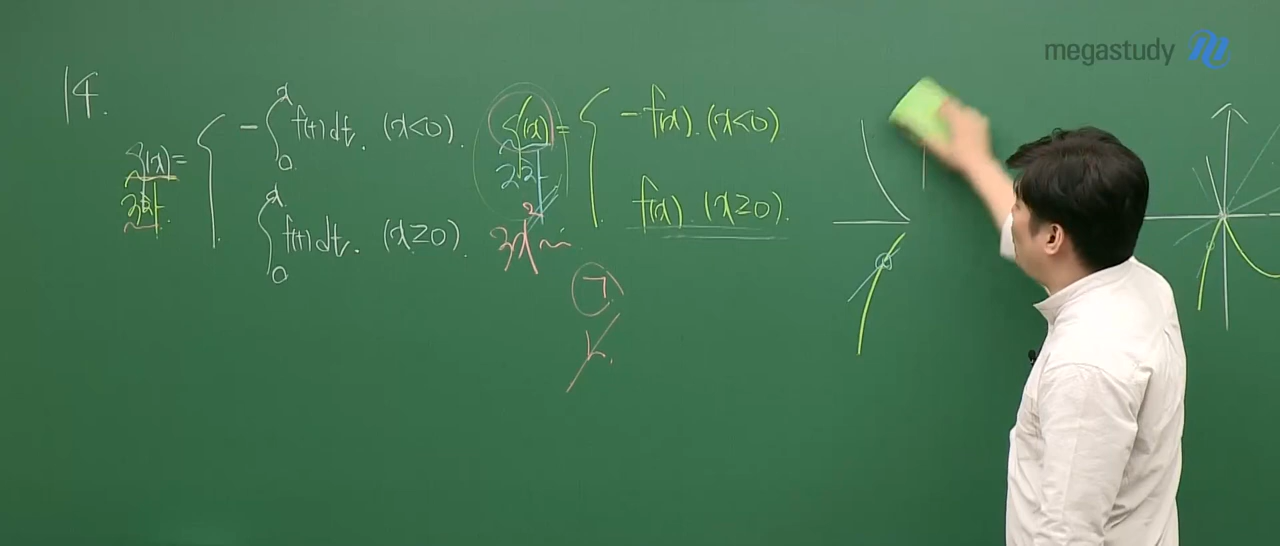 megastudy
14.
g(x)= { -∫₀ˣ f(t)dt. (x<0).
∫₀ˣ f(t)dt. (x≥0).
3차
g'(x)= { -f(x). (x<0)
f(x). (x≥0).
2차
3x²~
ㄱ.
ㄴ.